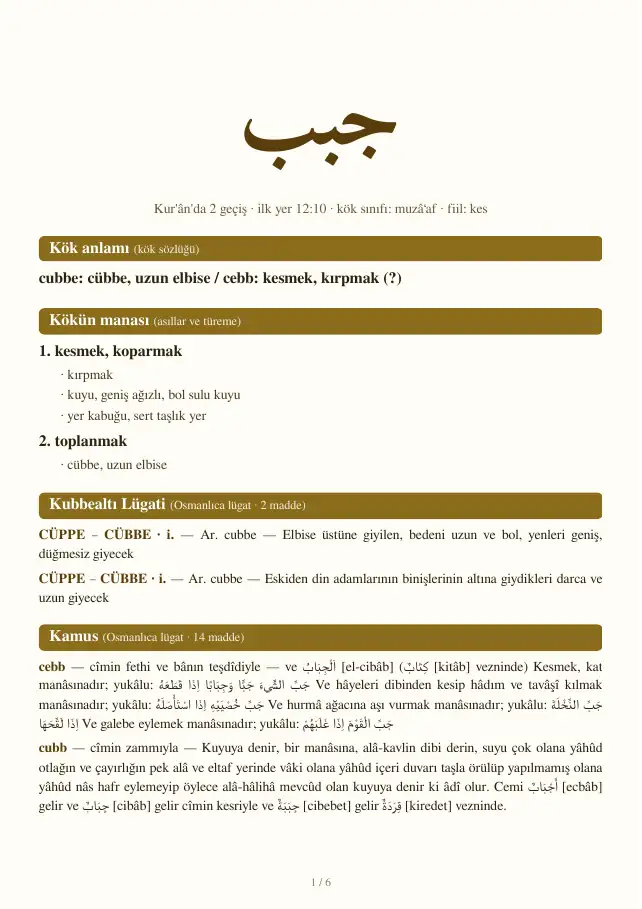 جبب
Kur'ân'da 2 geçiş · ilk yer 12:10 · kök sınıfı: muzâ'af · fiil: kes
Kök anlamı (kök sözlüğü)
cubbe: cübbe, uzun elbise / cebb: kesmek, kırpmak (?)
Kökün manası (asıllar ve türeme)
1. kesmek, koparmak
· kırpmak
· kuyu, geniş ağızlı, bol sulu kuyu
· yer kabuğu, sert taşlık yer
2. toplanmak
· cübbe, uzun elbise
Kubbealtı Lügati (Osmanlıca lügat · 2 madde)
CÜPPE – CÜBBE · i. — Ar. cubbe — Elbise üstüne giyilen, bedeni uzun ve bol, yenleri geniş,
düğmesiz giyecek
CÜPPE – CÜBBE · i. — Ar. cubbe — Eskiden din adamlarının binişlerinin altına giydikleri darca ve
uzun giyecek
Kamus (Osmanlıca lügat · 14 madde)
cebb — cîmin fethi ve bânın teşdîdiyle — ve اَلْجِبَابُ [el-cibâb] (كِتَابٌ [kitâb] vezninde) Kesmek, kat
manâsınadır; yukâlu: جَبَّ الشَّيْءَ جَبًّا وَجِبَابًا إِذَا قَطَعَهُ Ve hâyeleri dibinden kesip hâdım ve tavâşî kılmak
manâsınadır; yukâlu: جَبَّ خُصْيَيْهِ إِذَا اسْتَأْصَلَهُ Ve hurmâ ağacına aşı vurmak manâsınadır; yukâlu: جَبَّ النَّخْلَةَ
إِذَا لَقَّحَهَا Ve galebe eylemek manâsınadır; yukâlu: جَبَّ الْقَوْمَ إِذَا غَلَبَهُمْ
cubb — cîmin zammıyla — Kuyuya denir, bir manâsına, alâ-kavlin dibi derin, suyu çok olana yâhûd
otlağın ve çayırlığın pek alâ ve eltaf yerinde vâki olana yâhûd içeri duvarı taşla örülüp yapılmamış olana
yâhûd nâs hafr eylemeyip öylece alâ-hâlihâ mevcûd olan kuyuya denir ki âdî olur. Cemi أَجْبَابٌ [ecbâb]
gelir ve جِبَابٌ [cibâb] gelir cîmin kesriyle ve جِبَبَةٌ [cibebet] gelir قِرَدَةٌ [kiredet] vezninde.
1 / 6